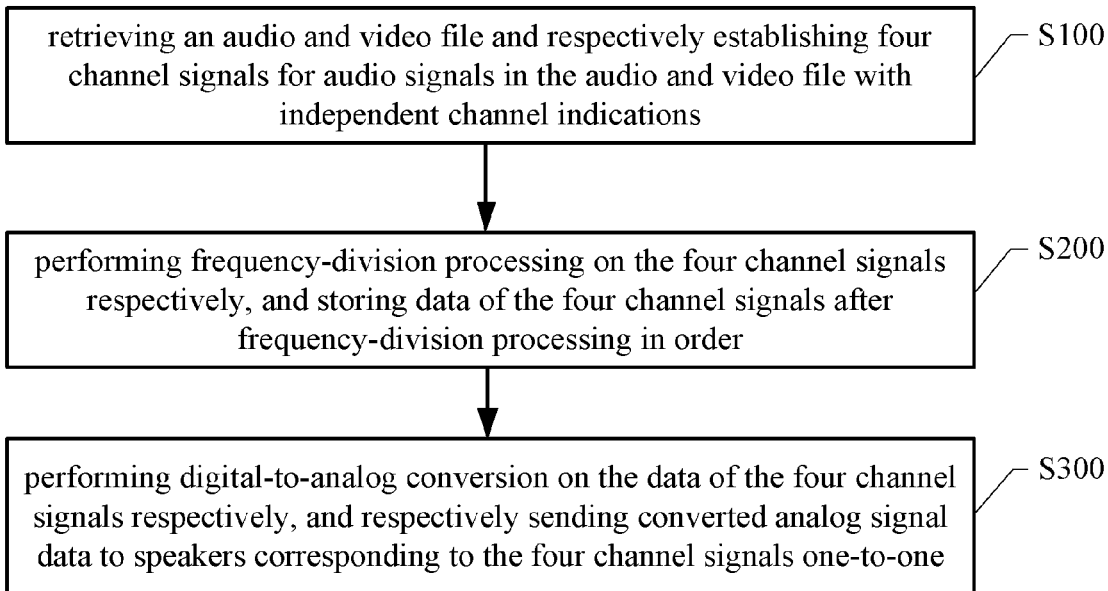 retrieving an audio and video file and respectively establishing four
channel signals for audio signals in the audio and video file with
independent channel indications
S100
performing frequency-division processing on the four channel signals
respectively, and storing data of the four channel signals after
frequency-division processing in order
S200
performing digital-to-analog conversion on the data of the four channel
signals respectively, and respectively sending converted analog signal
data to speakers corresponding to the four channel signals one-to-one
S300